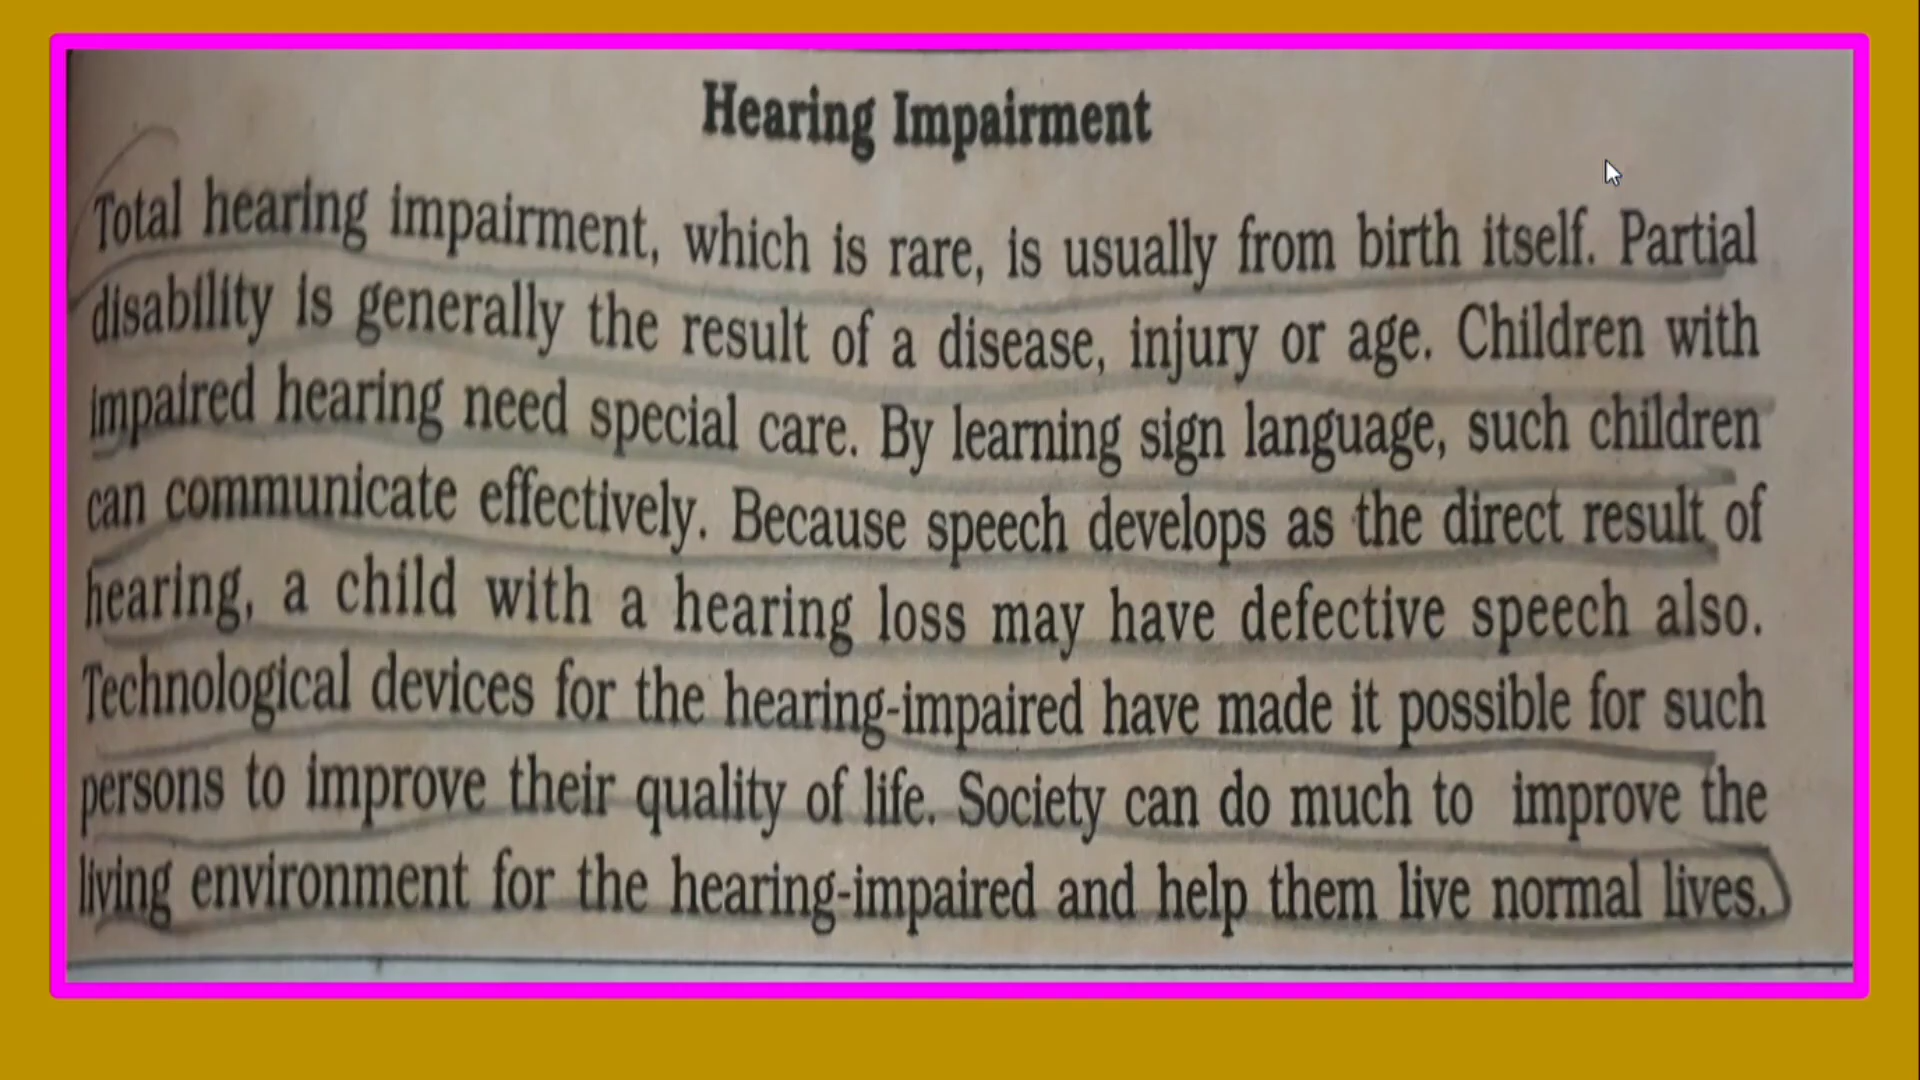 Hearing Impairment
Total hearing impairment, which is rare, is usually from birth itself. Partial
disability is generally the result of a disease, injury or age. Children with
impaired hearing need special care. By learning sign language, such children
can communicate effectively. Because speech develops as the direct result of
hearing, a child with a hearing loss may have defective speech also.
Technological devices for the hearing-impaired have made it possible for such
persons to improve their quality of life. Society can do much to improve the
living environment for the hearing-impaired and help them live normal lives.